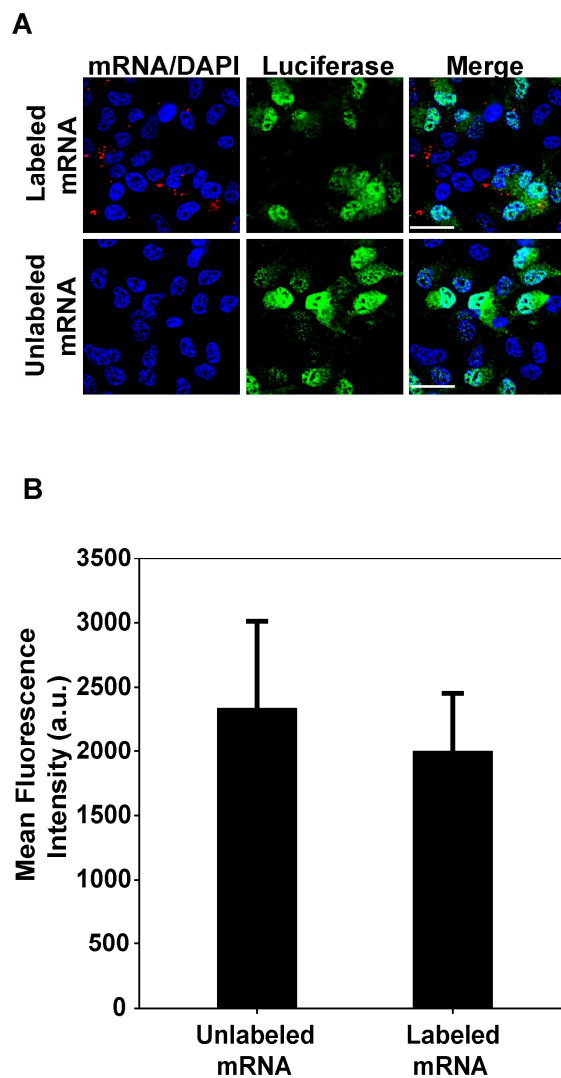 A
mRNA/DAPI Luciferase Merge
Labeled
mRNA
Unlabeled
mRNA
B
Mean Fluorescence
Intensity (a.u.)
3500
3000
2500
2000
1500
1000
500
0
Unlabeled
mRNA
Labeled
mRNA